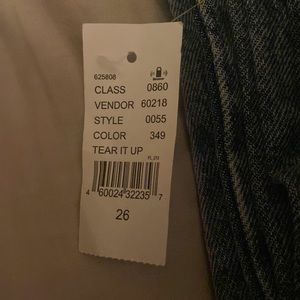 625808
CLASS 0860
VENDOR 60218
STYLE 0055
COLOR 349
TEAR IT UP
4 60024 32235 7
26